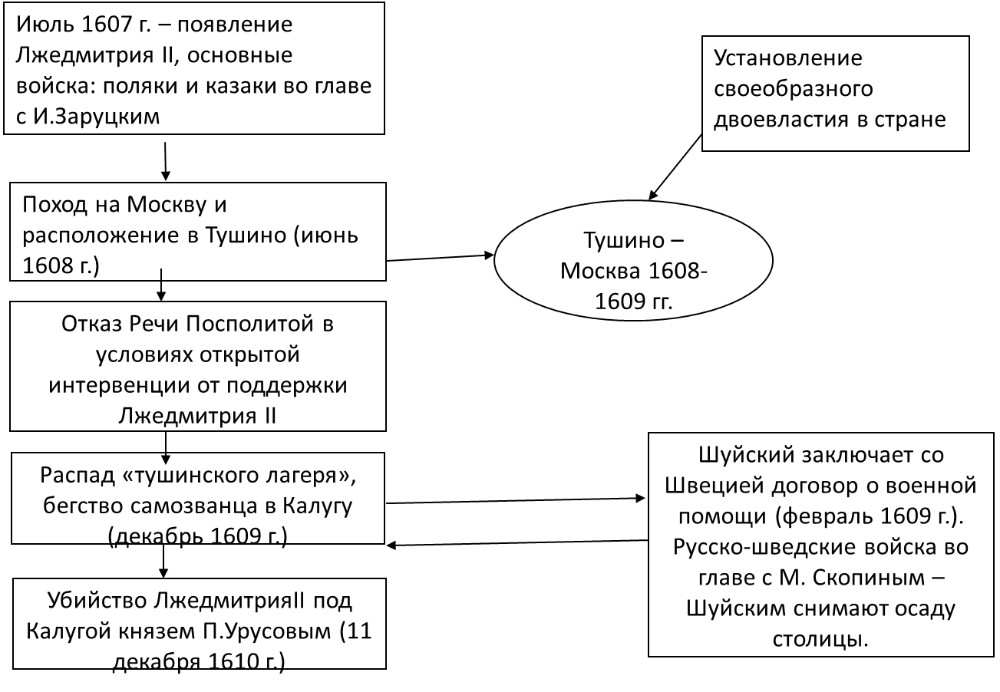 Июль 1607 г. – появление
Лжедмитрия II, основные
войска: поляки и казаки во главе
с И.Заруцким
Установление
своеобразного
двоевластия в стране
Поход на Москву и
расположение в Тушино (июнь
1608 г.)
Тушино –
Москва 1608-
1609 гг.
Отказ Речи Посполитой в
условиях открытой
интервенции от поддержки
Лжедмитрия II
Распад «тушинского лагеря»,
бегство самозванца в Калугу
(декабрь 1609 г.)
Шуйский заключает со
Швецией договор о военной
помощи (февраль 1609 г.).
Русско-шведские войска во
главе с М. Скопиным –
Шуйским снимают осаду
столицы.
Убийство ЛжедмитрияII под
Калугой князем П.Урусовым (11
декабря 1610 г.)